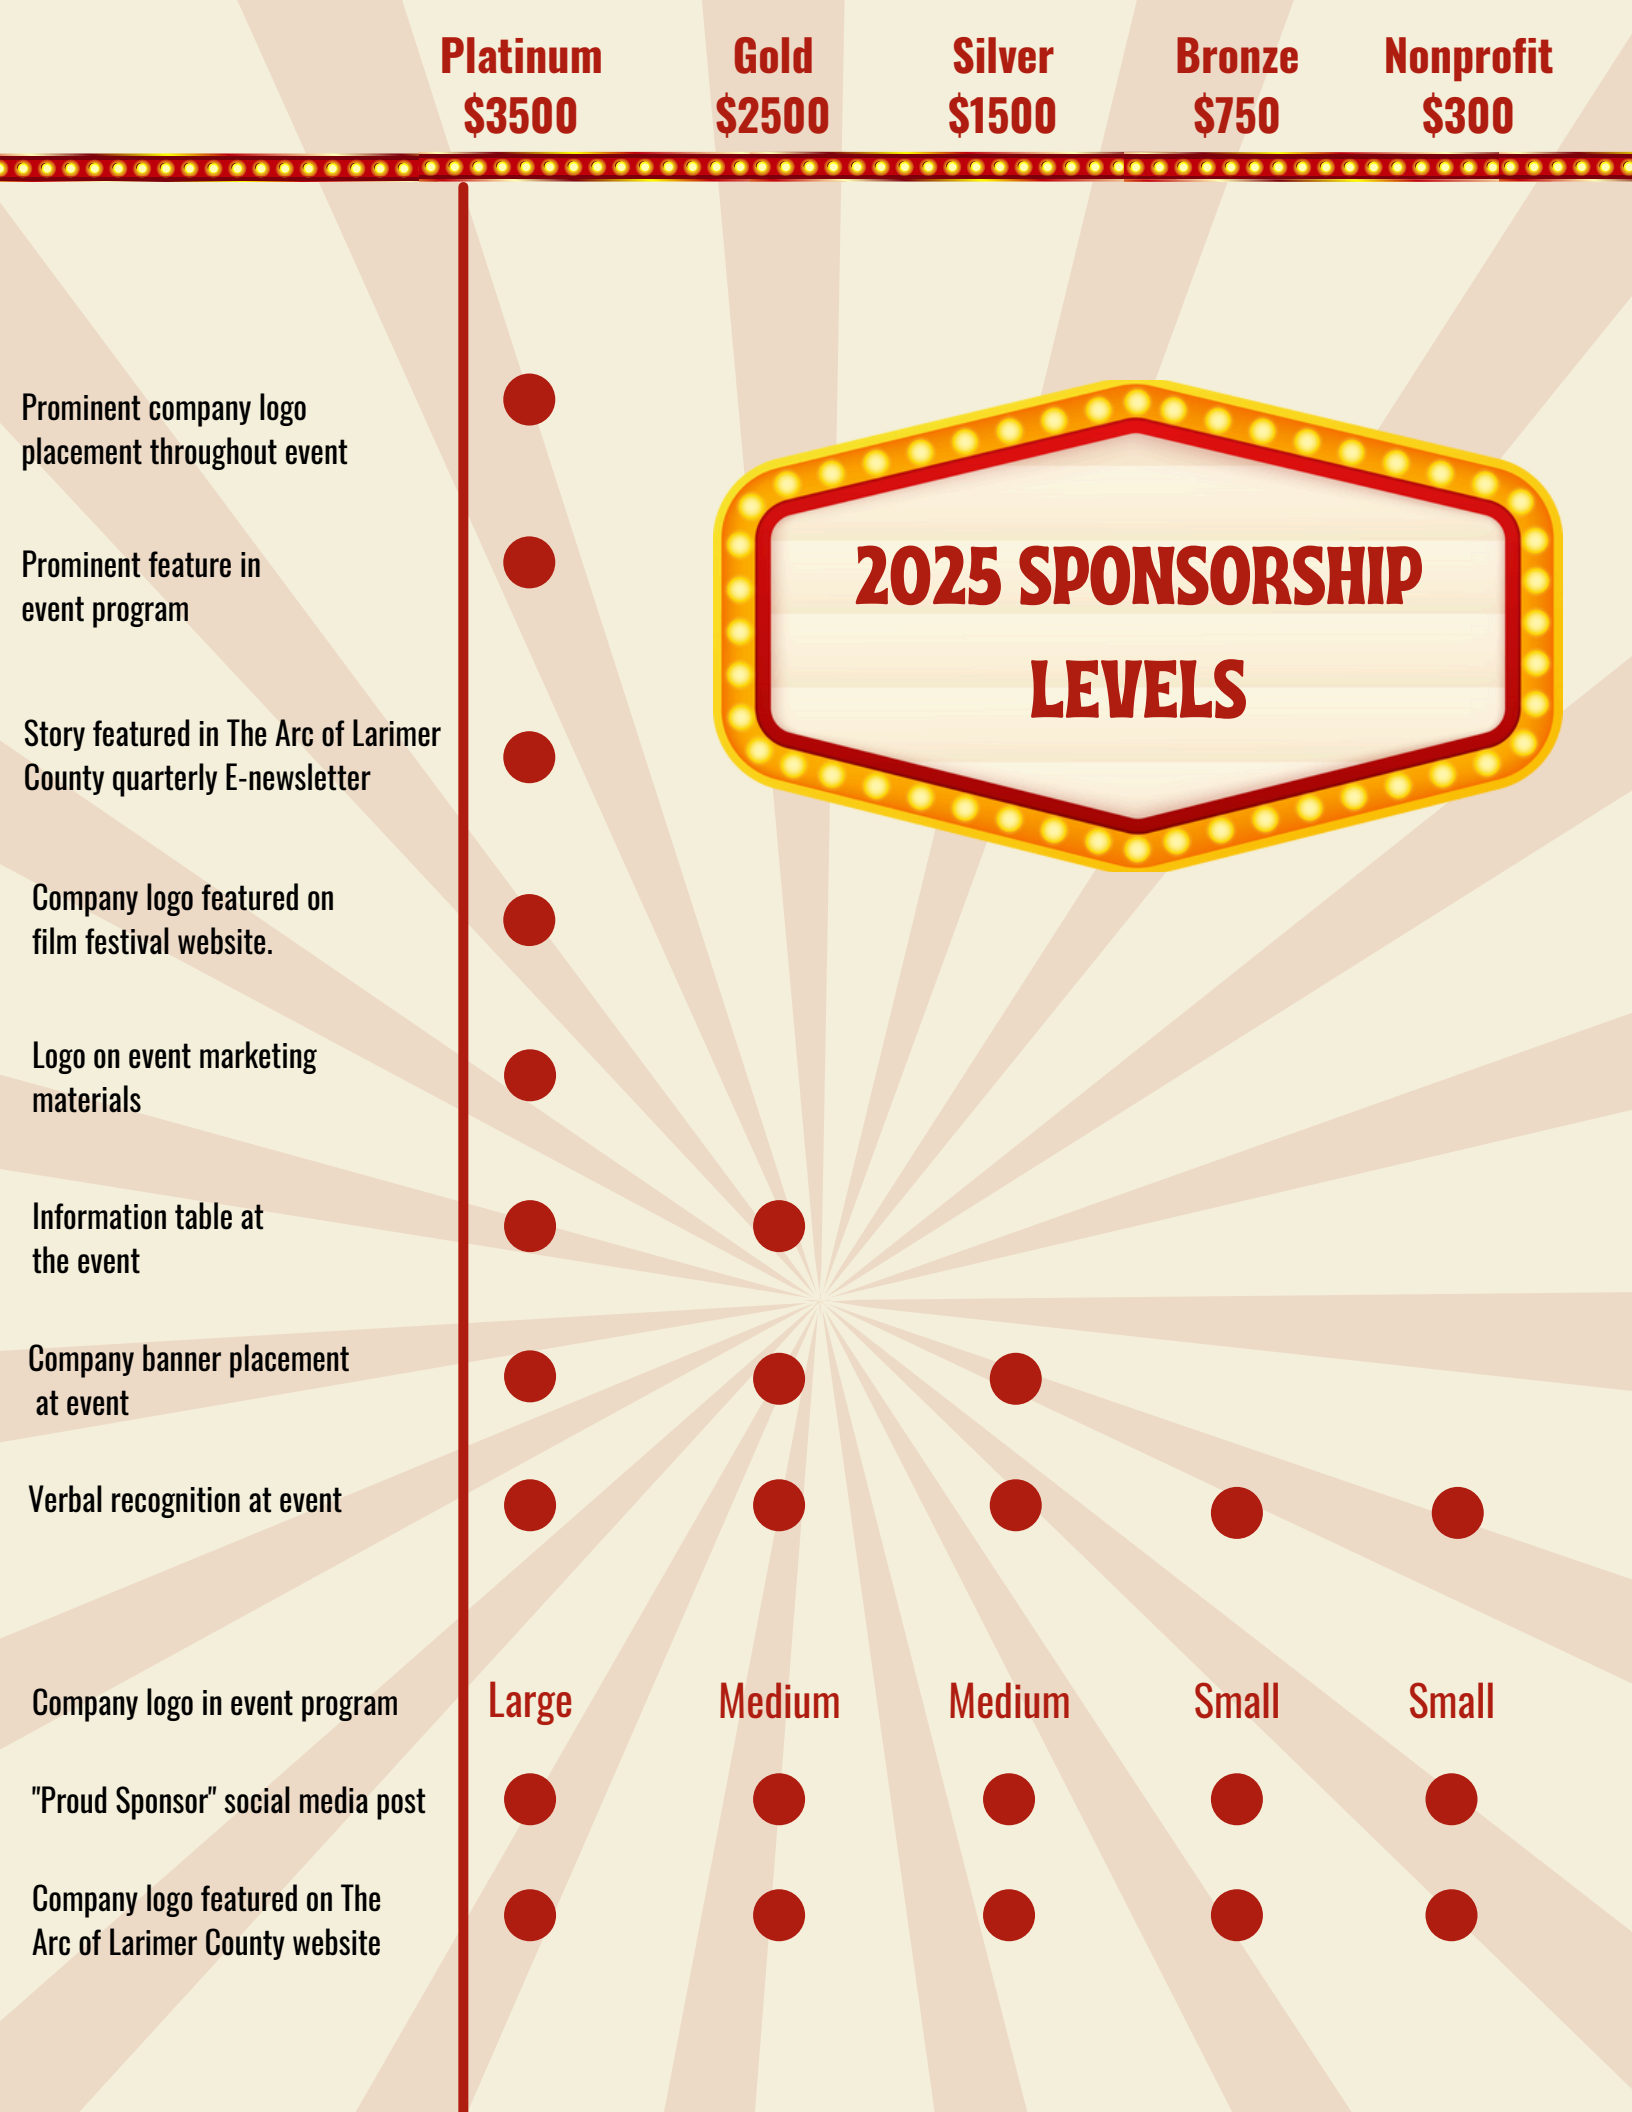 Platinum Gold Silver Bronze Nonprofit
$3500 $2500 $1500 $750 $300
Prominent company logo
placement throughout event
Prominent feature in
event program
2025 SPONSORSHIP
LEVELS
Story featured in The Arc of Larimer
County quarterly E-newsletter
Company logo featured on
film festival website.
Logo on event marketing
materials
Information table at
the event
Company banner placement
at event
Verbal recognition at event
Company logo in event program Large Medium Medium Small Small
"Proud Sponsor" social media post
Company logo featured on The
Arc of Larimer County website